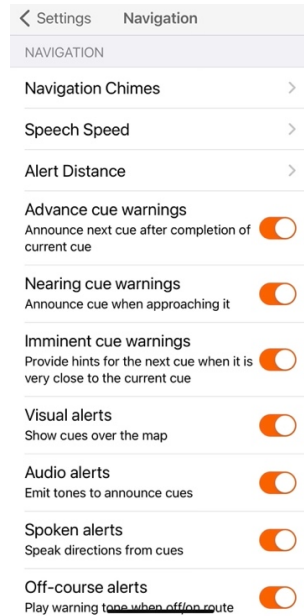 Settings Navigation
NAVIGATION
Navigation Chimes
Speech Speed
Alert Distance
Advance cue warnings
Announce next cue after completion of
current cue
Nearing cue warnings
Announce cue when approaching it
Imminent cue warnings
Provide hints for the next cue when it is
very close to the current cue
Visual alerts
Show cues over the map
Audio alerts
Emit tones to announce cues
Spoken alerts
Speak directions from cues
Off-course alerts
Play warning tone when off/on route